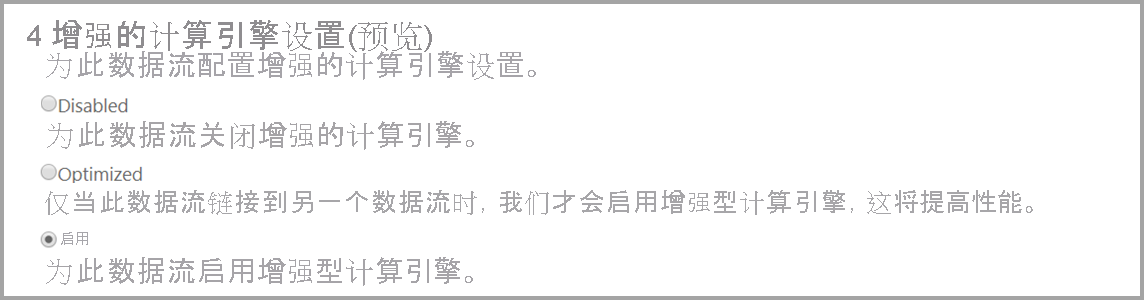 4 增强的计算引擎设置(预览)
为此数据流配置增强的计算引擎设置。
Disabled
为此数据流关闭增强的计算引擎。
Optimized
仅当此数据流链接到另一个数据流时, 我们才会启用增强型计算引擎, 这将提高性能。
启用
为此数据流启用增强型计算引擎。